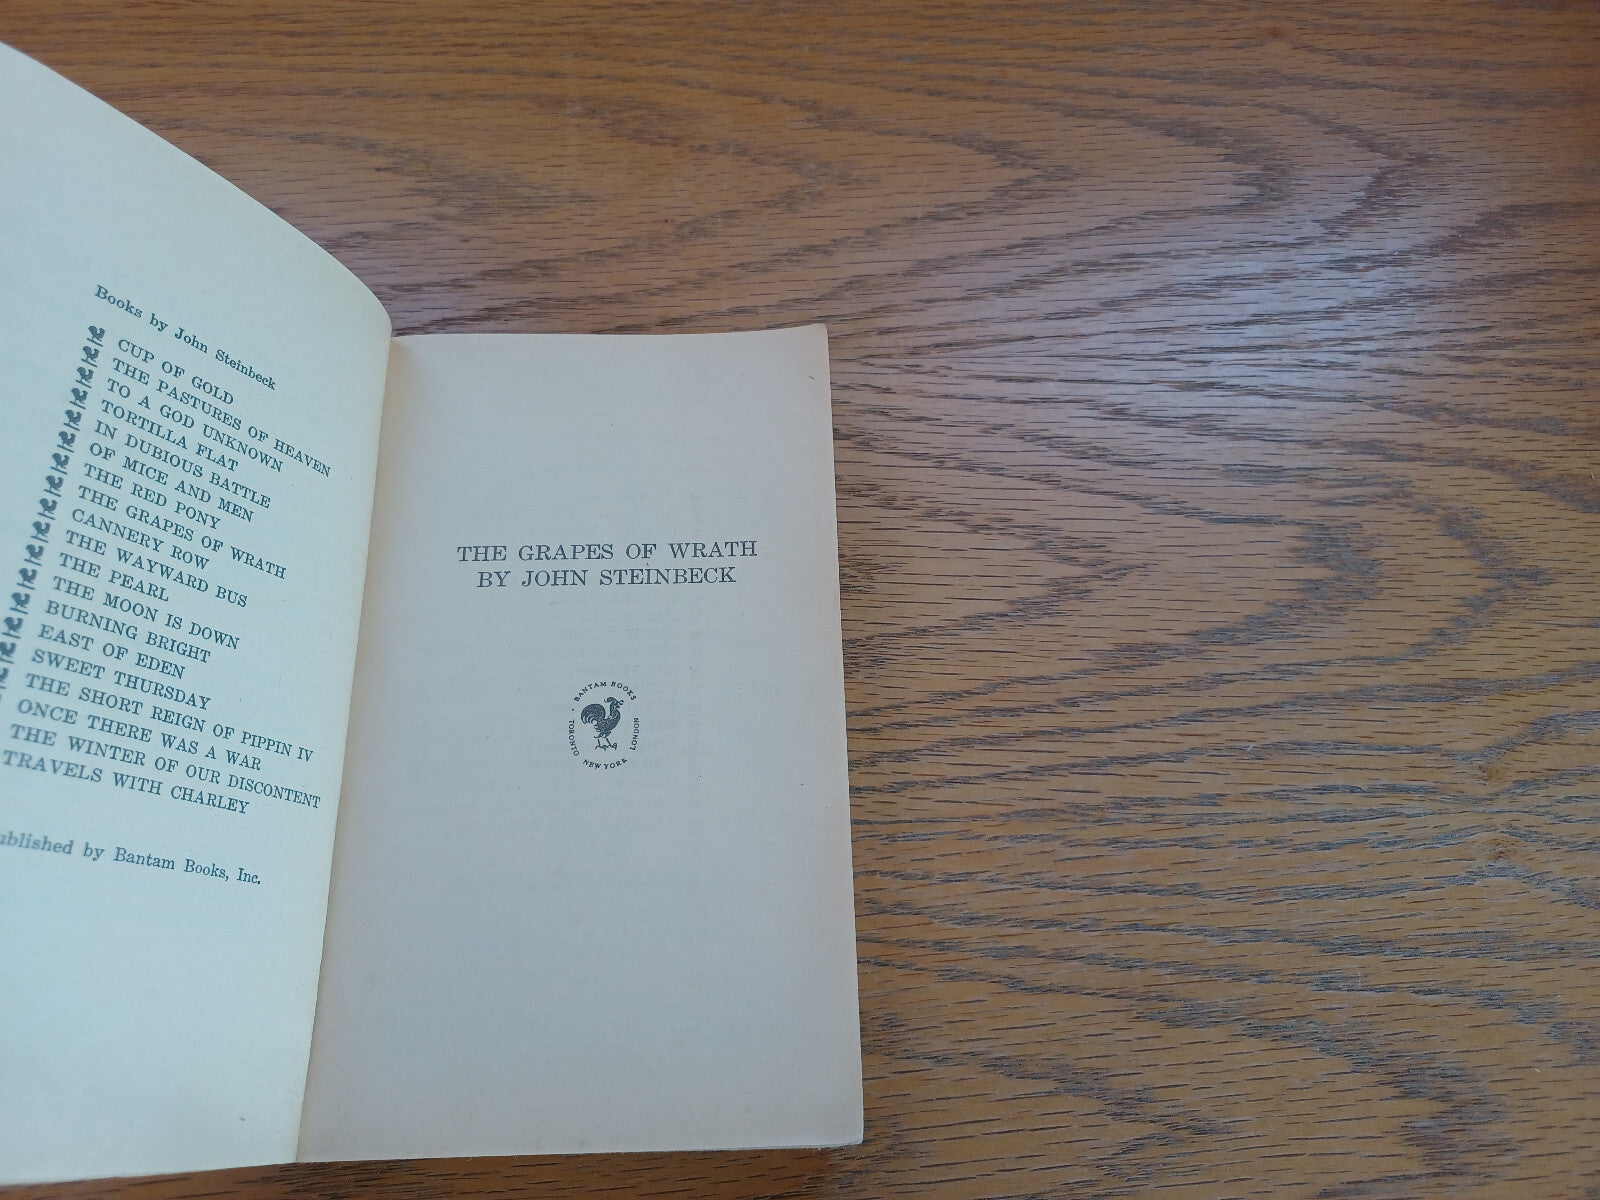 Books by John Steinbeck
CUP OF GOLD
THE PASTURES OF HEAVEN
TO A GOD UNKNOWN
TORTILLA FLAT
IN DUBIOUS BATTLE
OF MICE AND MEN
THE RED PONY
THE GRAPES OF WRATH
CANNERY ROW
THE WAYWARD BUS
THE PEARL
THE MOON IS DOWN
BURNING BRIGHT
EAST OF EDEN
SWEET THURSDAY
THE SHORT REIGN OF PIPPIN IV
ONCE THERE WAS A WAR
THE WINTER OF OUR DISCONTENT
TRAVELS WITH CHARLEY
ublished by Bantam Books, Inc.
THE GRAPES OF WRATH
BY JOHN STEINBECK
BANTAM BOOKS
TORONTO
LONDON
NEW YORK